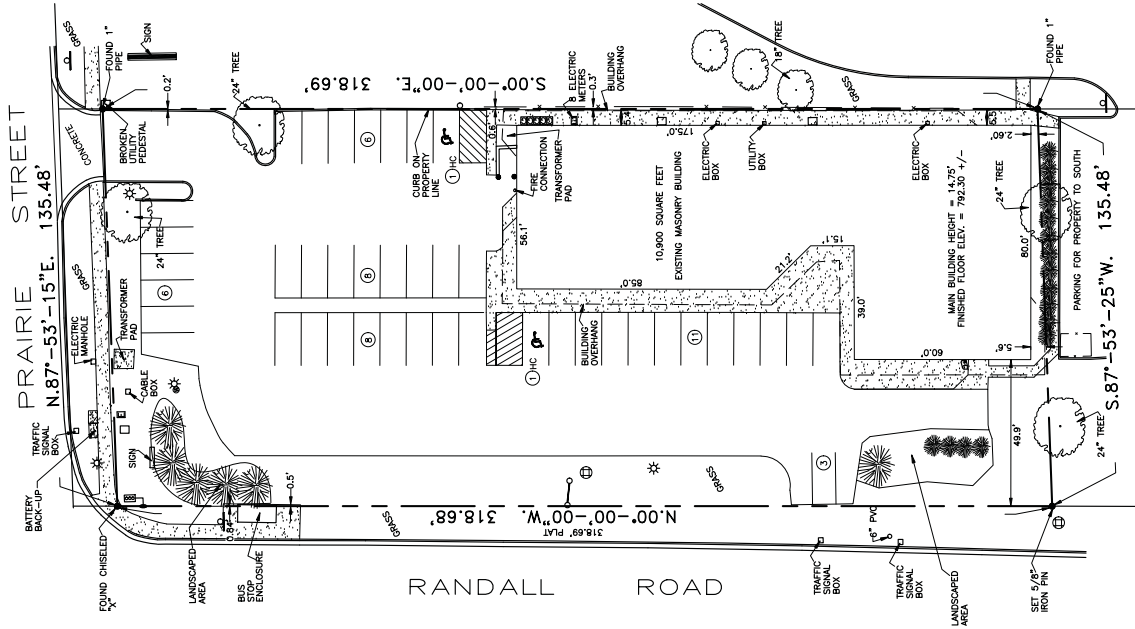 PRAIRIE STREET
N.87°-53'-15"E. 135.48'
GRASS
SIGN
FOUND 1"
PIPE
0.2'
CONCRETE
BROKEN
UTILITY
PEDESTAL
24" TREE
S.00°-00'-00"E. 318.69'
8 ELECTRIC
METERS
0.3'
BUILDING
OVERHANG
18" TREE
GRASS
FOUND 1"
PIPE
TRAFFIC
SIGNAL
BOX
BATTERY
BACK-UP
ELECTRIC
MANHOLE
GRASS
24" TREE
6
TRANSFORMER
PAD
CABLE
BOX
SIGN
FOUND CHISELED
"X"
LANDSCAPED
AREA
BUS
STOP
ENCLOSURE
0.84'
0.5'
6
CURB ON
PROPERTY
LINE
1 HC
0.6'
FIRE
CONNECTION
TRANSFORMER
PAD
175.0'
ELECTRIC
BOX
UTILITY
BOX
ELECTRIC
BOX
2.60'
8
8
56.1'
10,900 SQUARE FEET
EXISTING MASONRY BUILDING
85.0'
21.2'
15.1'
39.0'
MAIN BUILDING HEIGHT = 14.75'
FINISHED FLOOR ELEV. = 792.30 +/-
80.0'
24" TREE
60.0'
5.6'
PARKING FOR PROPERTY TO SOUTH
S.87°-53'-25"W. 135.48'
1 HC
BUILDING
OVERHANG
11
49.9'
24" TREE
3
GRASS
GRASS
N.00°-00'-00"W. 318.68'
318.69' PLAT
6" PVC
TRAFFIC
SIGNAL
BOX
TRAFFIC
SIGNAL
BOX
LANDSCAPED
AREA
SET 5/8"
IRON PIN
RANDALL ROAD